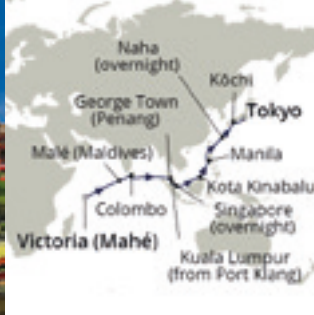 Naha
(overnight)
Kōchi
George Town
(Penang)
Tokyo
Malé (Maldives)
Manila
Kota Kinabalu
Colombo
Singapore
(overnight)
Victoria (Mahé)
Kuala Lumpur
(from Port Klang)